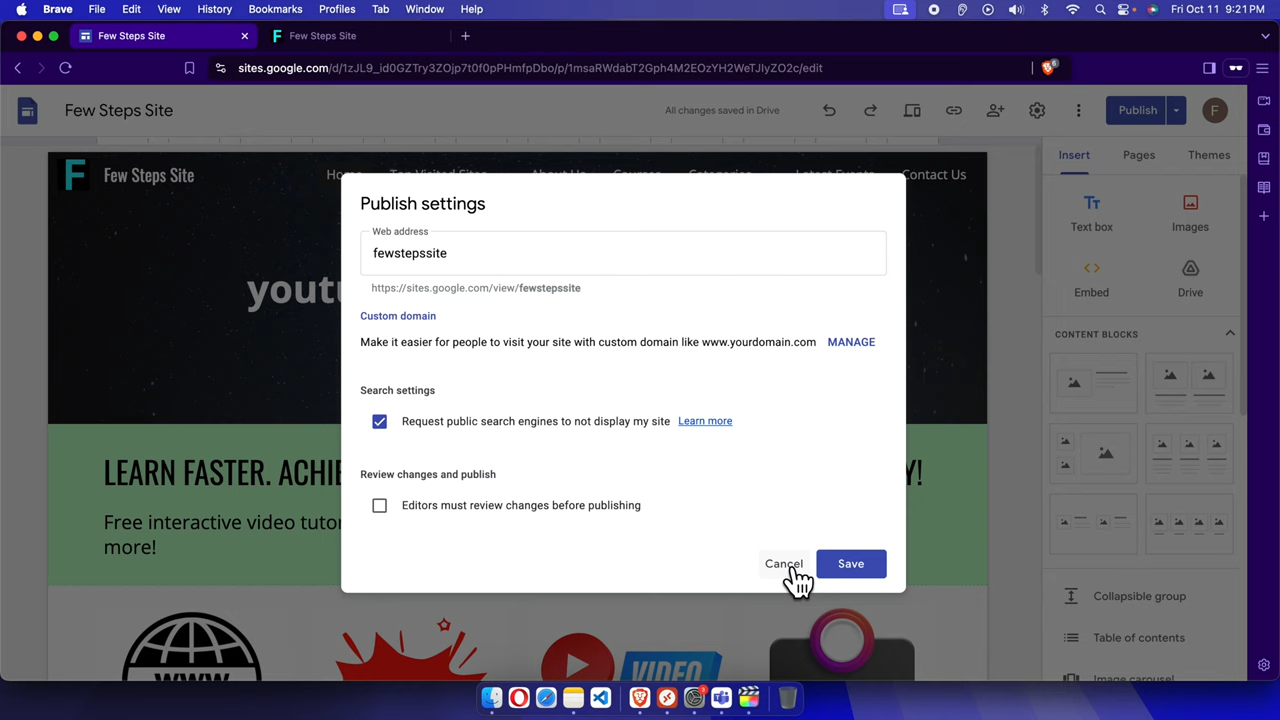 Brave File Edit View History Bookmarks Profiles Tab Window Help Fri Oct 11 9:21 PM
Few Steps Site Few Steps Site
sites.google.com/d/1zJL9_id0GZTry3ZOjp7t0f0pPHmfpDbo/p/1msaRWdabT2Gph4M2EOzYH2WeTJlyZO2c/edit 6
Few Steps Site All changes saved in Drive Publish F
Insert Pages Themes
F Few Steps Site Contact Us
Publish settings
Web address
fewstepssite
https://sites.google.com/view/fewstepssite
Custom domain
Make it easier for people to visit your site with custom domain like www.yourdomain.com MANAGE
Search settings
Request public search engines to not display my site Learn more
Review changes and publish
Editors must review changes before publishing
Cancel Save
LEARN FASTER.
Free interactive video
more!
WWW
VIDEO
Text box Images
Embed Drive
CONTENT BLOCKS
Collapsible group
Table of contents
Image carousel
3